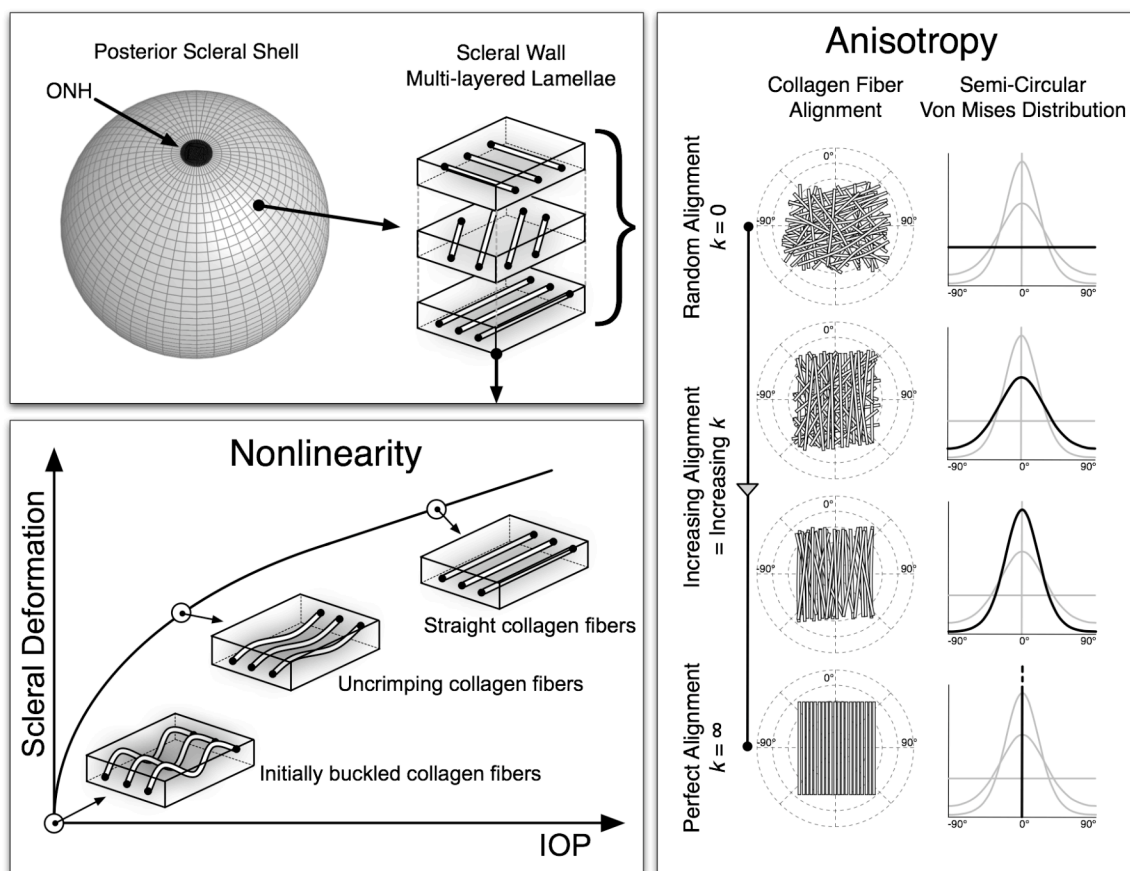 Posterior Scleral Shell
ONH
Scleral Wall
Multi-layered Lamellae
Nonlinearity
Scleral Deformation
Straight collagen fibers
Uncrimping collagen fibers
Initially buckled collagen fibers
IOP
Anisotropy
Collagen Fiber
Alignment
Semi-Circular
Von Mises Distribution
Random Alignment
k = 0
0°
-90°
90°
-90°
0°
90°
Increasing Alignment
= Increasing k
0°
-90°
90°
-90°
0°
90°
0°
-90°
90°
-90°
0°
90°
Perfect Alignment
k = ∞
0°
-90°
90°
-90°
0°
90°